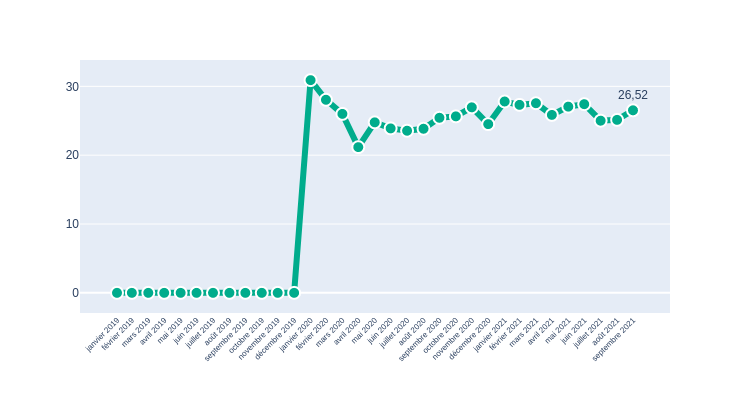 30
20
10
0
26,52
janvier 2019
février 2019
mars 2019
avril 2019
mai 2019
juin 2019
juillet 2019
août 2019
septembre 2019
octobre 2019
novembre 2019
décembre 2019
janvier 2020
février 2020
mars 2020
avril 2020
mai 2020
juin 2020
juillet 2020
août 2020
septembre 2020
octobre 2020
novembre 2020
décembre 2020
janvier 2021
février 2021
mars 2021
avril 2021
mai 2021
juin 2021
juillet 2021
août 2021
septembre 2021